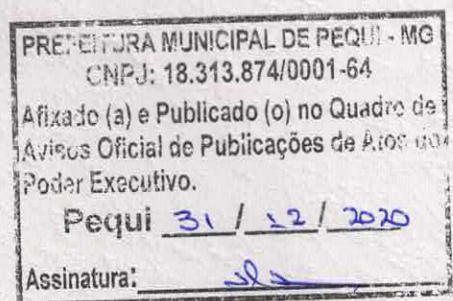 PREFEITURA MUNICIPAL DE PEQUI - MG
CNPJ: 18.313.874/0001-64
Afixado (a) e Publicado (o) no Quadro de
Avisos Oficial de Publicações de Atos do
Poder Executivo.
Pequi 31 / 12 / 2020
Assinatura: